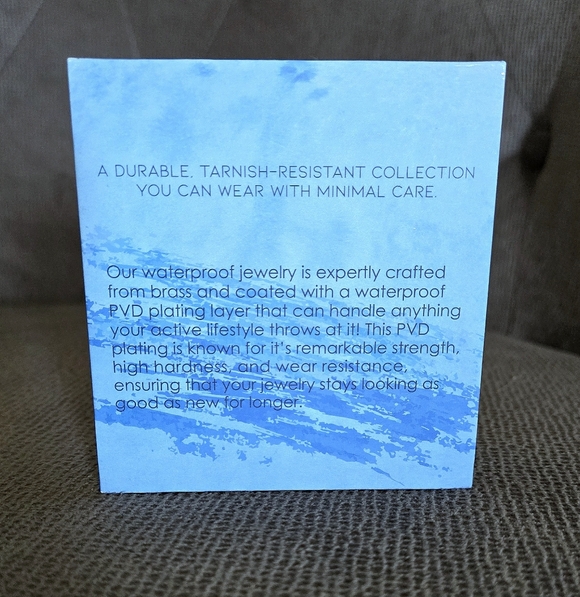 A DURABLE, TARNISH-RESISTANT COLLECTION
YOU CAN WEAR WITH MINIMAL CARE.
Our waterproof jewelry is expertly crafted
from brass and coated with a waterproof
PVD plating layer that can handle anything
your active lifestyle throws at it! This PVD
plating is known for it's remarkable strength,
high hardness, and wear resistance,
ensuring that your jewelry stays looking as
good as new for longer.